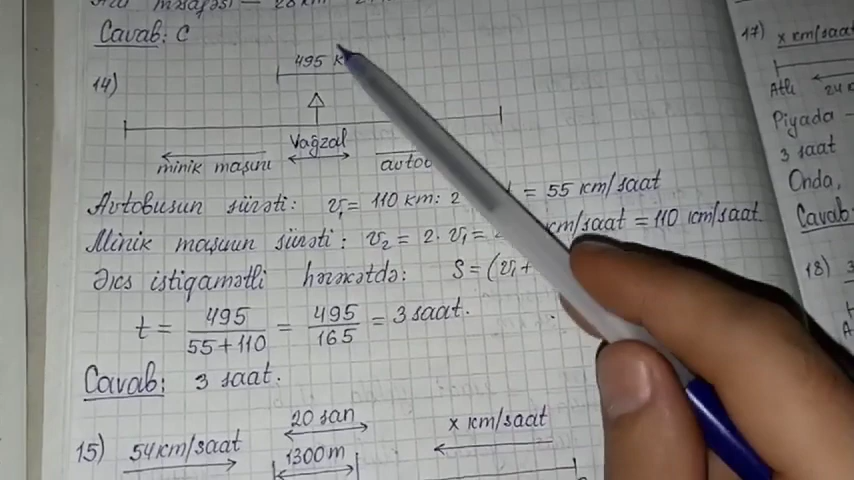 məsafəsi — 28 km
Cavab: C
14)
495 k
Vağzal
minik maşını
Avtobusun sürəti: v₁ = 110 km : 2 = 55 km/saat
Minik maşının sürəti: v₂ = 2 · v₁ = km/saat = 110 km/saat.
Əks istiqamətli hərəkətdə: S = (v₁ +
t = 495/(55+110) = 495/165 = 3 saat.
Cavab: 3 saat.
15) 54 km/saat
20 san
1300 m
x km/saat
17) x km/saat
Atlı
24
Piyada —
3 saat
Onda,
Cavab
18) 3